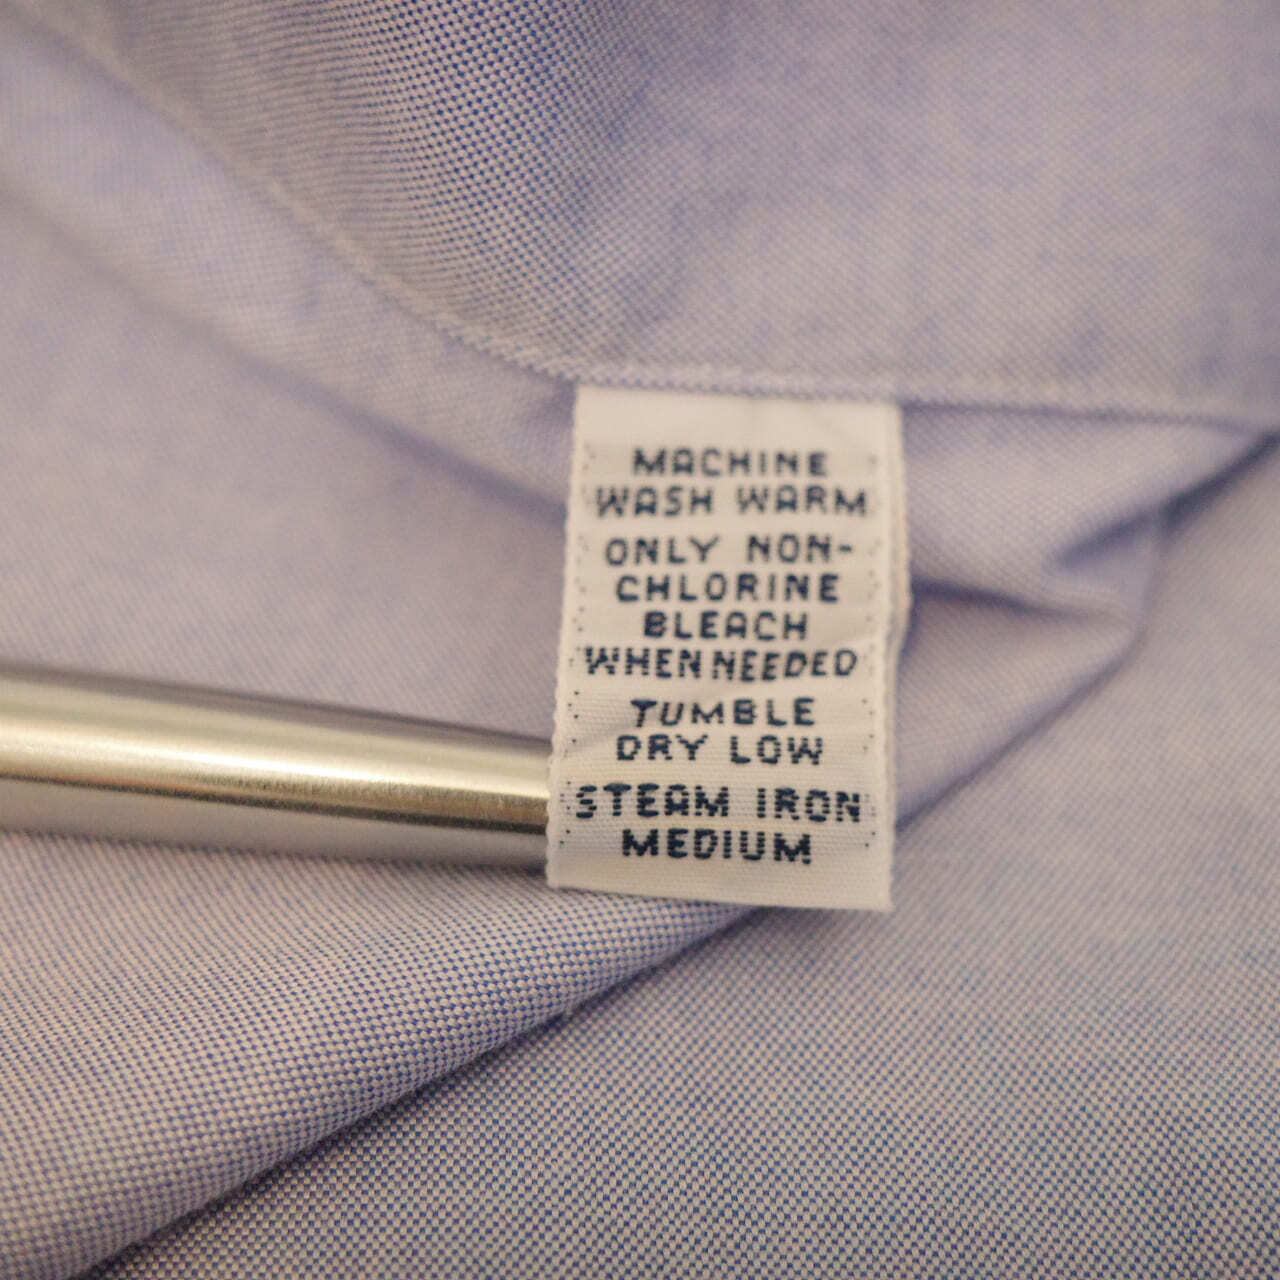 MACHINE
WASH WARM
ONLY NON-
CHLORINE
BLEACH
WHEN NEEDED
TUMBLE
DRY LOW
STEAM IRON
MEDIUM